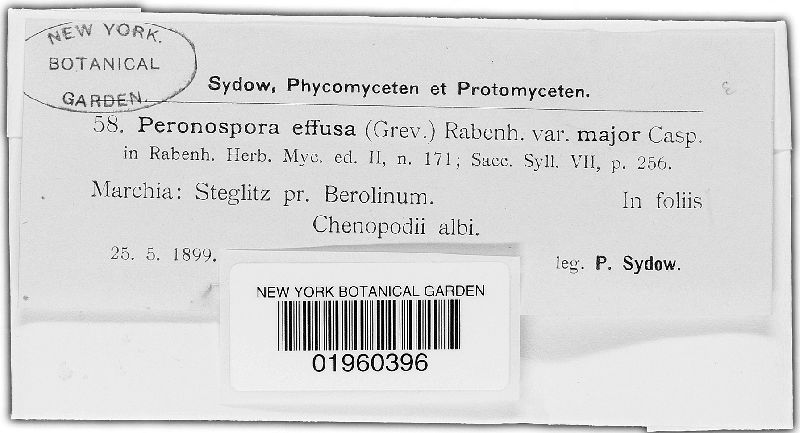 NEW YORK.
BOTANICAL
GARDEN.
Sydow, Phycomyceten et Protomyceten.
58. Peronospora effusa (Grev.) Rabenh. var. major Casp.
in Rabenh. Herb. Myc. ed. II, n. 171; Sacc. Syll. VII, p. 256.
Marchia: Steglitz pr. Berolinum. In foliis
Chenopodii albi.
25. 5. 1899. leg. P. Sydow.
NEW YORK BOTANICAL GARDEN
01960396